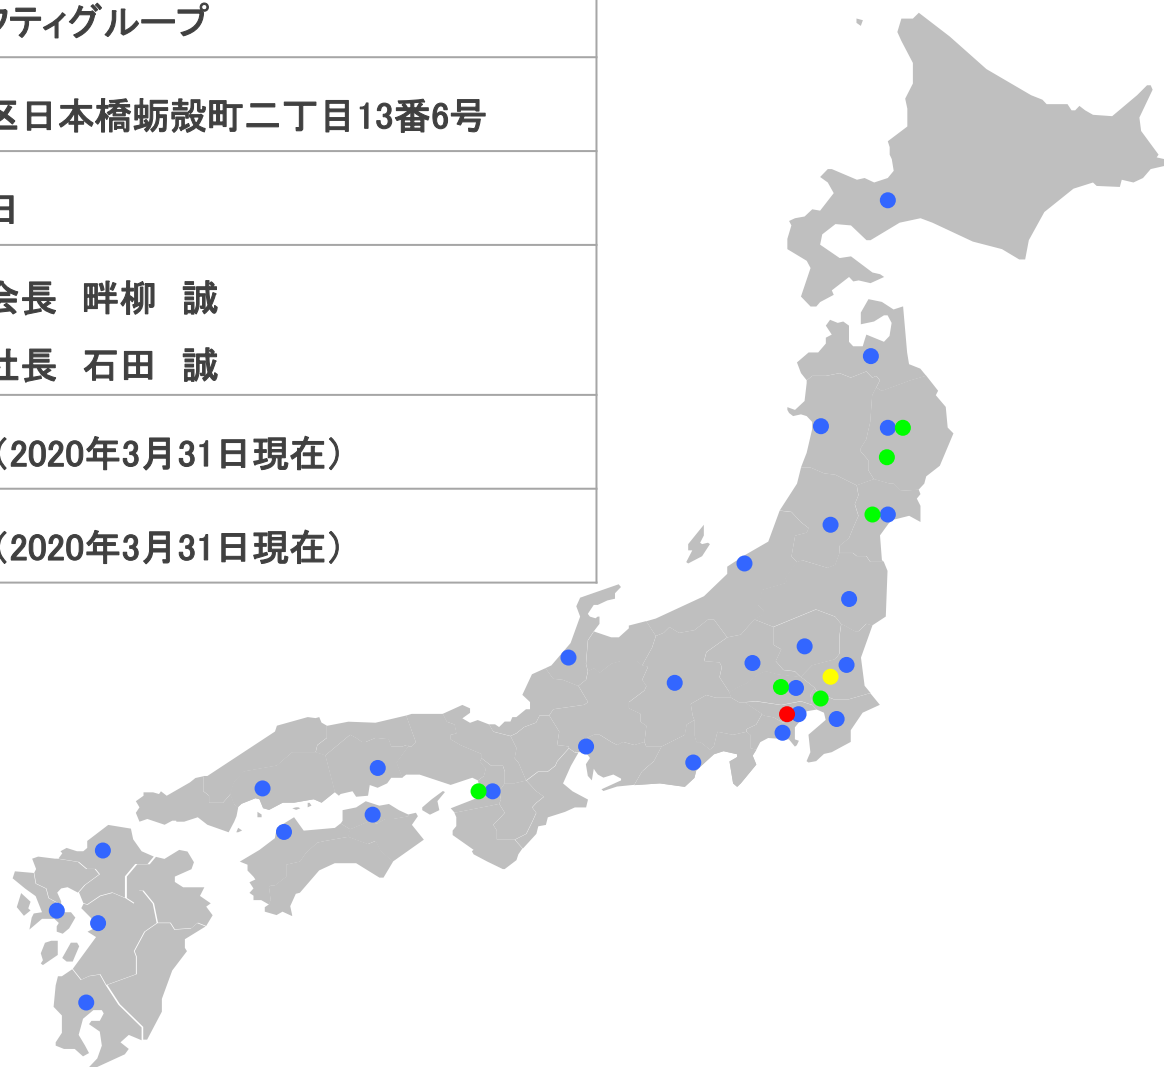 フティグループ
区日本橋蛎殻町二丁目13番6号
日
会長　畔柳　誠
社長　石田　誠
（2020年3月31日現在）
（2020年3月31日現在）